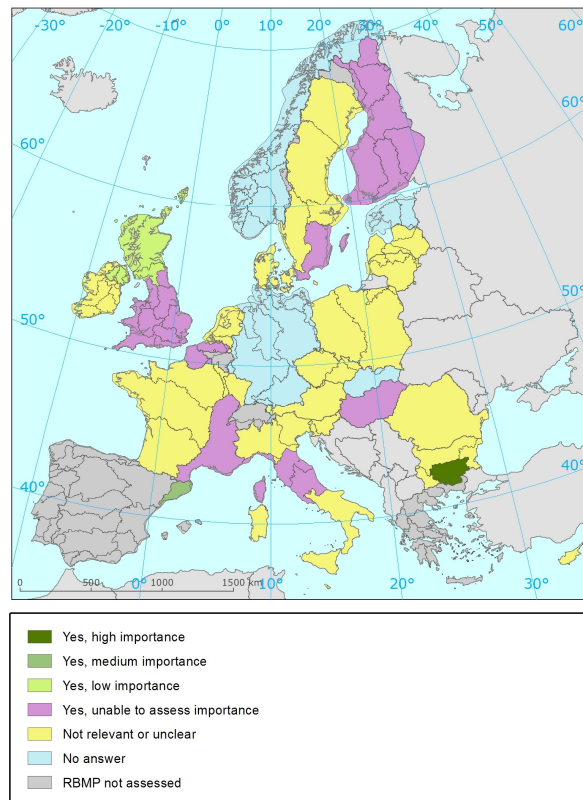 -30° -20° -10° 0° 10° 20° 30° 40° 50° 60°
60°
60°
50°
50°
40°
40°
0 500 1000 1500 km
0° 10° 20° 30°
Yes, high importance
Yes, medium importance
Yes, low importance
Yes, unable to assess importance
Not relevant or unclear
No answer
RBMP not assessed